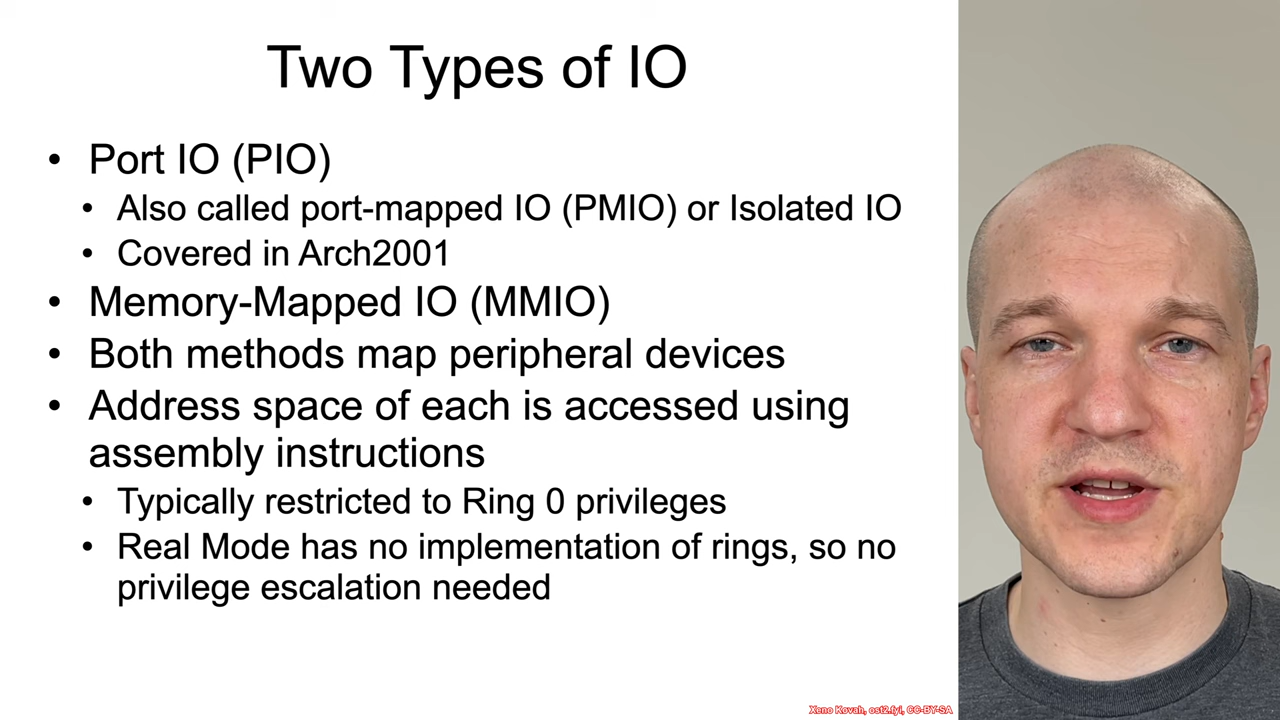 Two Types of IO
• Port IO (PIO)
• Also called port-mapped IO (PMIO) or Isolated IO
• Covered in Arch2001
• Memory-Mapped IO (MMIO)
• Both methods map peripheral devices
• Address space of each is accessed using
assembly instructions
• Typically restricted to Ring 0 privileges
• Real Mode has no implementation of rings, so no
privilege escalation needed
Xeno Kovah, ost2.fyi, CC-BY-SA